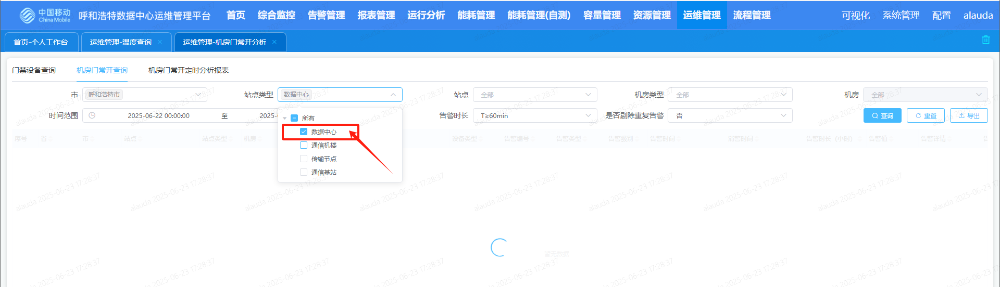 中国移动
China Mobile
呼和浩特数据中心运维管理平台 首页 综合监控 告警管理 报表管理 运行分析 能耗管理 能耗管理(自测) 容量管理 资源管理 运维管理 流程管理 可视化 系统管理 配置 alauda
首页-个人工作台 运维管理-温度查询 × 运维管理-机房门常开分析 ×
门禁设备查询 机房门常开查询 机房门常开定时分析报表
市 呼和浩特市 站点类型 数据中心 站点 全部 机房类型 全部 机房 全部
时间范围 2025-06-22 00:00:00 至 2025- 告警时长 T≥60min 是否剔除重复告警 否 查询 重置 导出
所有
数据中心
通信机楼
传输节点
通信基站
序号 省 市 站点 站点类型 机房 设备类型 告警编号 告警类型 告警级别 告警时间 消警时间 告警时长（小时） 告警值 告警详情 告
暂无数据
alauda 2025-06-23 17:28:37